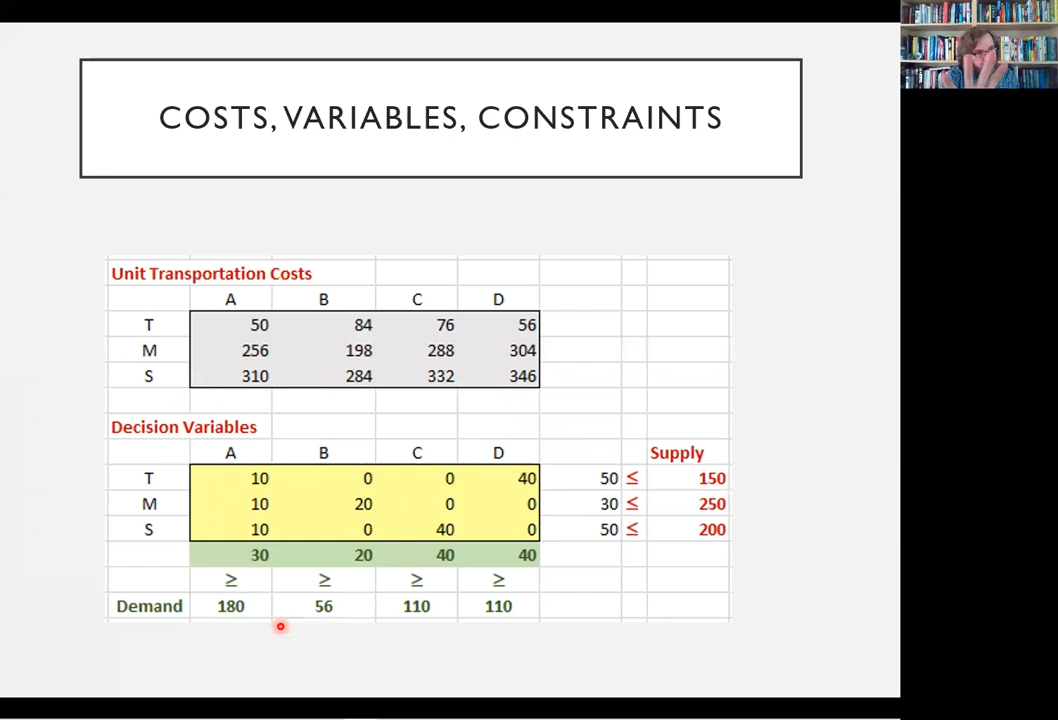 COSTS, VARIABLES, CONSTRAINTS
Unit Transportation Costs
A B C D
T 50 84 76 56
M 256 198 288 304
S 310 284 332 346
Decision Variables
A B C D Supply
T 10 0 0 40 50 ≤ 150
M 10 20 0 0 30 ≤ 250
S 10 0 40 0 50 ≤ 200
30 20 40 40
≥ ≥ ≥ ≥
Demand 180 56 110 110